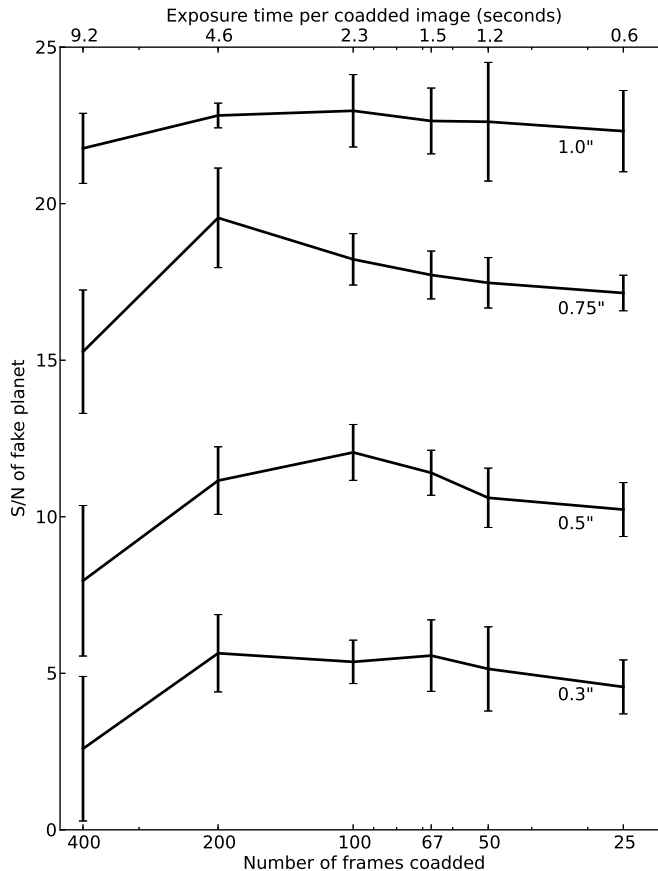 Exposure time per coadded image (seconds)
9.2 4.6 2.3 1.5 1.2 0.6
25
1.0"
20
0.75"
15
S/N of fake planet
10
0.5"
5
0.3"
0
400 200 100 67 50 25
Number of frames coadded